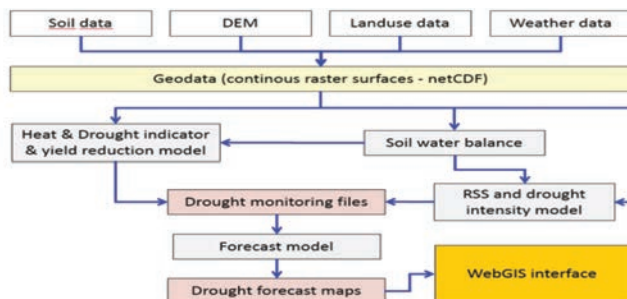 Soil data
DEM
Landuse data
Weather data
Geodata (continous raster surfaces - netCDF)
Heat & Drought indicator
& yield reduction model
Soil water balance
Drought monitoring files
RSS and drought
intensity model
Forecast model
WebGIS interface
Drought forecast maps